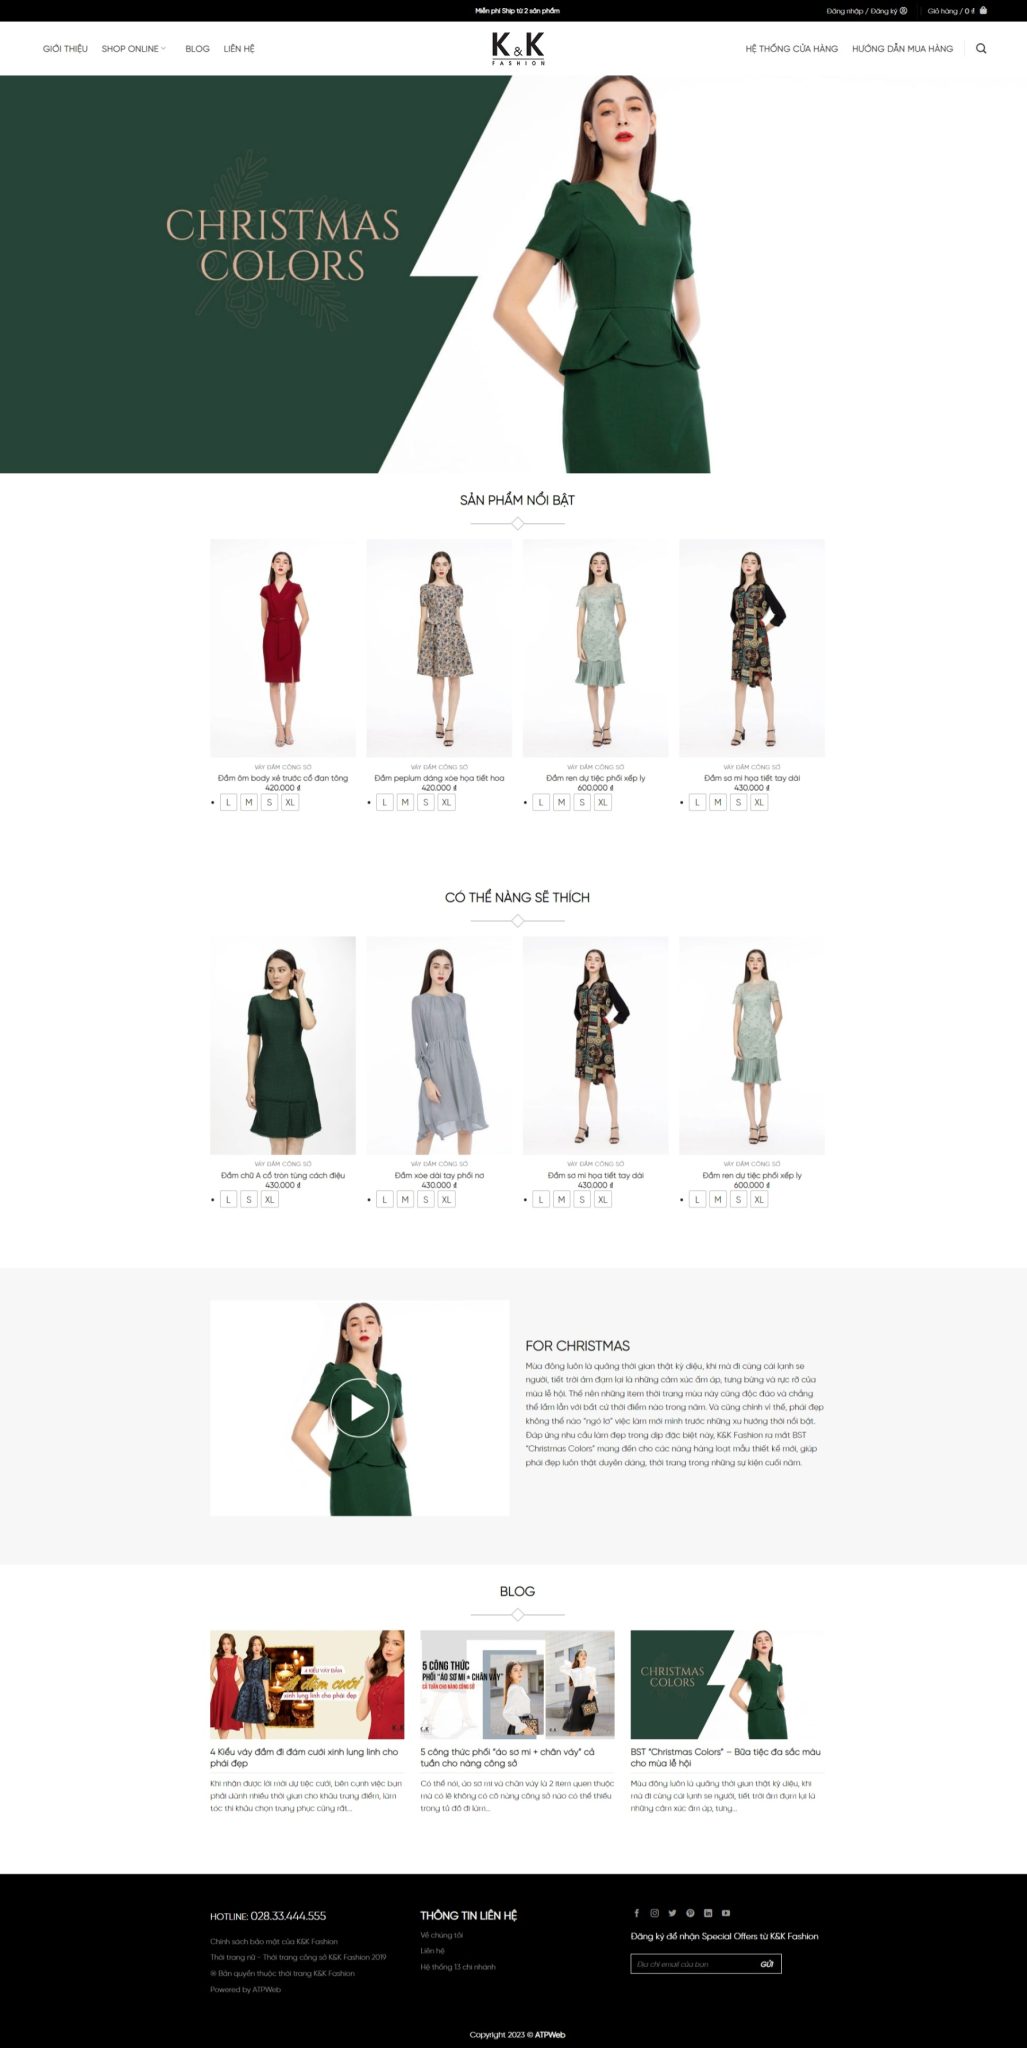 Miễn phí Ship từ 2 sản phẩm
Đăng nhập / Đăng ký
Giỏ hàng / 0 ₫
GIỚI THIỆU
SHOP ONLINE
BLOG
LIÊN HỆ
K & K
FASHION
HỆ THỐNG CỬA HÀNG
HƯỚNG DẪN MUA HÀNG
CHRISTMAS
COLORS
SẢN PHẨM NỔI BẬT
VÁY ĐẦM CÔNG SỞ
Đầm ôm body xẻ trước cổ đan tông
420.000 ₫
L M S XL
VÁY ĐẦM CÔNG SỞ
Đầm peplum dáng xòe họa tiết hoa
420.000 ₫
L M S XL
VÁY ĐẦM CÔNG SỞ
Đầm ren dự tiệc phối xếp ly
600.000 ₫
L M S XL
VÁY ĐẦM CÔNG SỞ
Đầm sơ mi họa tiết tay dài
430.000 ₫
L M S XL
CÓ THỂ NÀNG SẼ THÍCH
VÁY ĐẦM CÔNG SỞ
Đầm chữ A cổ tròn tùng cách điệu
430.000 ₫
L S XL
VÁY ĐẦM CÔNG SỞ
Đầm xòe dài tay phối nơ
430.000 ₫
L M S XL
VÁY ĐẦM CÔNG SỞ
Đầm sơ mi họa tiết tay dài
430.000 ₫
L M S XL
VÁY ĐẦM CÔNG SỞ
Đầm ren dự tiệc phối xếp ly
600.000 ₫
L M S XL
FOR CHRISTMAS
Mùa đông luôn là quãng thời gian thật kỳ diệu, khi mà đi cùng cái lạnh se
người, tiết trời ảm đạm lại là những cảm xúc ấm áp, tưng bừng và rực rỡ của
mùa lễ hội. Thế nên những item thời trang mùa này cũng độc đáo và chẳng
thể lẫn lẫn với bất cứ thời điểm nào trong năm. Và cũng chính vì thế, phái đẹp
không thể nào "ngó lơ" việc làm mới mình trước những xu hướng thời nổi bật.
Đáp ứng nhu cầu làm đẹp trong dịp đặc biệt này, K&K Fashion ra mắt BST
"Christmas Colors" mang đến cho các nàng hàng loạt mẫu thiết kế mới, giúp
phái đẹp luôn thật duyên dáng, thời trang trong những sự kiện cuối năm.
BLOG
4 KIỂU VÁY ĐẦM
đi đám cưới
xinh lung linh cho phái đẹp
K&K
4 Kiểu váy đầm đi đám cưới xinh lung linh cho
phái đẹp
Khi nhận được lời mời dự tiệc cưới, bên cạnh việc bạn
phải dành nhiều thời gian cho khâu trang điểm, làm
tóc thì khâu chọn trang phục cũng rất...
5 CÔNG THỨC
PHỐI "ÁO SƠ MI + CHÂN VÁY"
CẢ TUẦN CHO NÀNG CÔNG SỞ
K&K
5 công thức phối "áo sơ mi + chân váy" cả
tuần cho nàng công sở
Có thể nói, áo sơ mi và chân váy là 2 item quen thuộc
mà có lẽ không có cô nàng công sở nào có thể thiếu
trong tủ đồ đi làm...
CHRISTMAS
COLORS
BST "Christmas Colors" – Bữa tiệc đa sắc màu
cho mùa lễ hội
Mùa đông luôn là quãng thời gian thật kỳ diệu, khi
mà đi cùng cái lạnh se người, tiết trời ảm đạm lại là
những cảm xúc ấm áp, tưng...
HOTLINE: 028.33.444.555
Chính sách bảo mật của K&K Fashion
Thời trang nữ - Thời trang công sở K&K Fashion 2019
® Bản quyền thuộc thời trang K&K Fashion
Powered by ATPWeb
THÔNG TIN LIÊN HỆ
Về chúng tôi
Liên hệ
Hệ thống 13 chi nhánh
Đăng ký để nhận Special Offers từ K&K Fashion
Địa chỉ email của bạn
GỬI
Copyright 2023 © ATPWeb